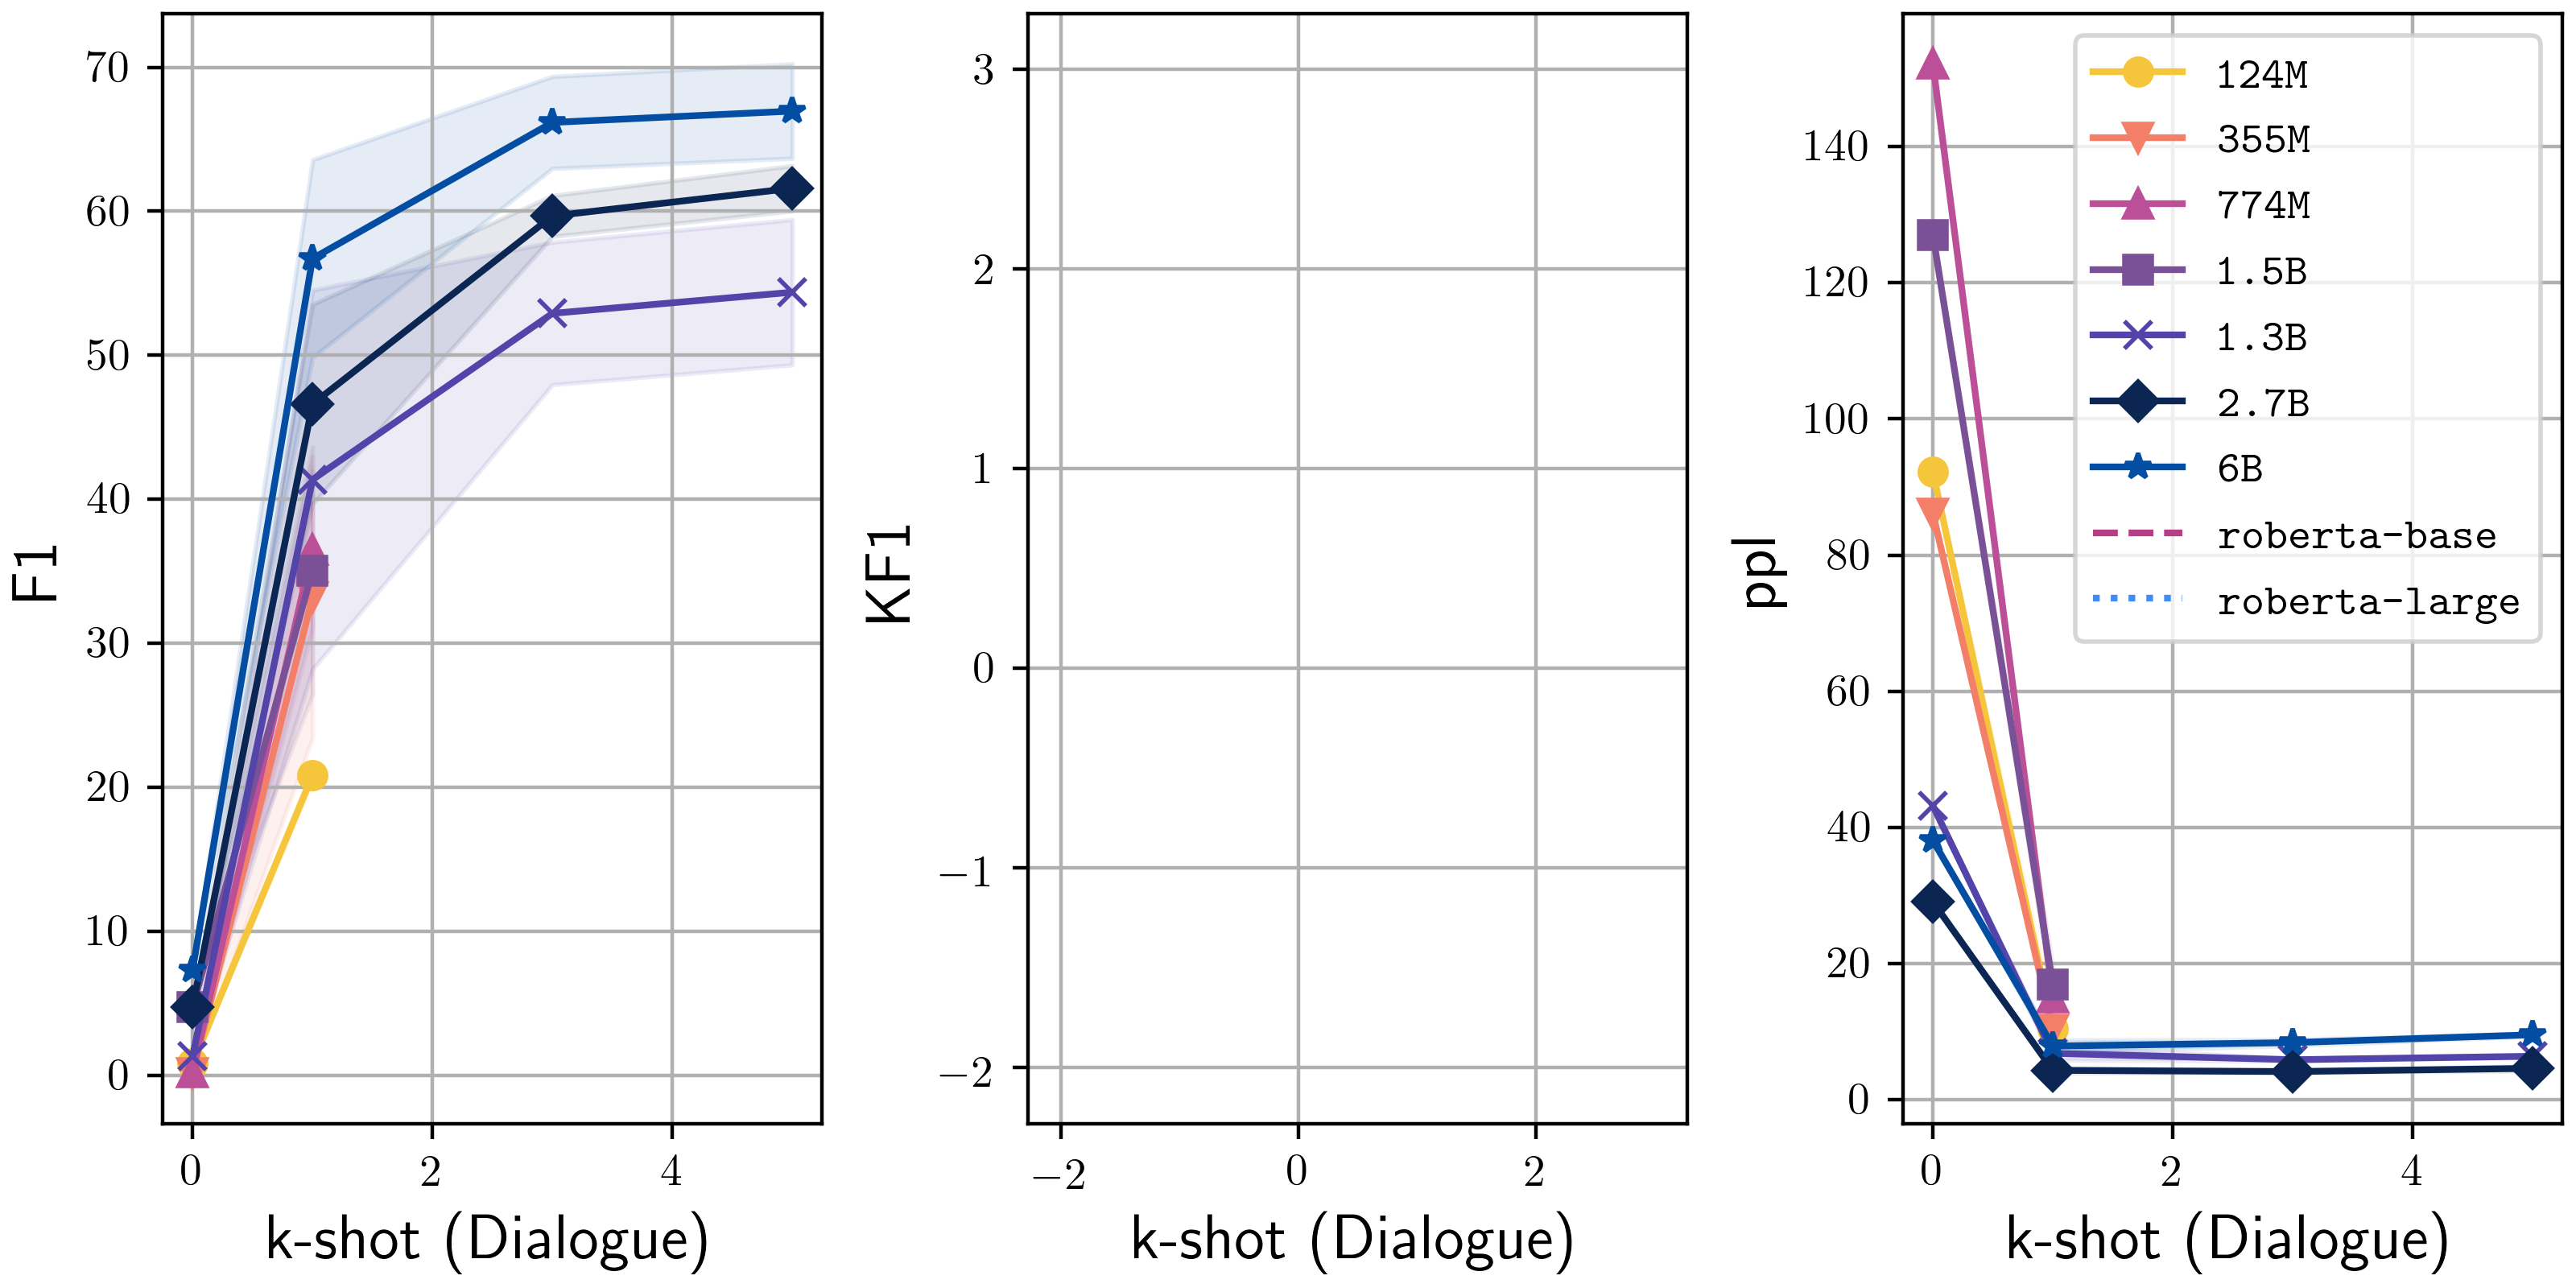 F1
70
60
50
40
30
20
10
0
0 2 4
k-shot (Dialogue)
KF1
3
2
1
0
−1
−2
−2 0 2
k-shot (Dialogue)
ppl
140
120
100
80
60
40
20
0
0 2 4
k-shot (Dialogue)
124M
355M
774M
1.5B
1.3B
2.7B
6B
roberta-base
roberta-large